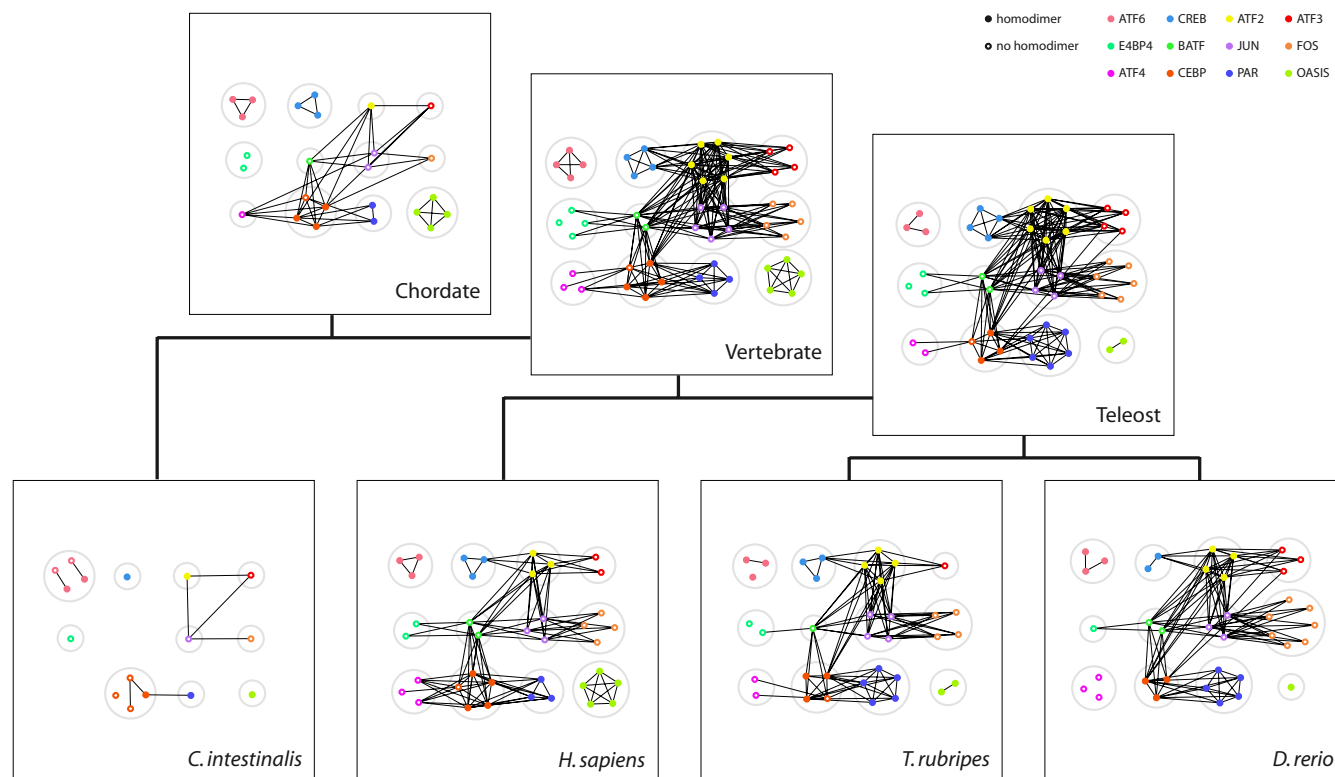 homodimer ATF6 CREB ATF2 ATF3
no homodimer E4BP4 BATF JUN FOS
ATF4 CEBP PAR OASIS
Chordate
Vertebrate
Teleost
C. intestinalis H. sapiens T. rubripes D. rerio